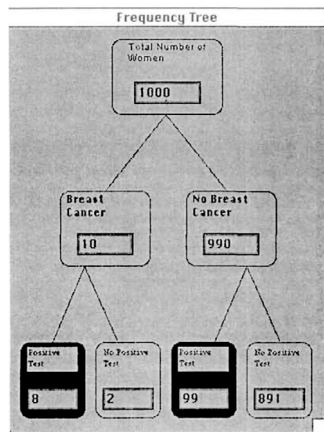 Frequency Tree
Total Number of
Women
1000
Breast
Cancer
10
No Breast
Cancer
990
Positive
Test
8
No Positive
Test
2
Positive
Test
99
No Positive
Test
891